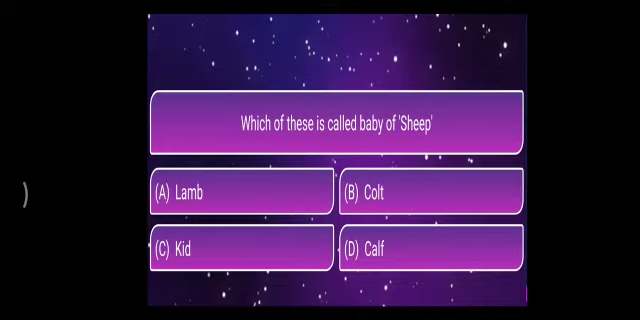 Which of these is called baby of 'Sheep'
(A) Lamb
(B) Colt
(C) Kid
(D) Calf